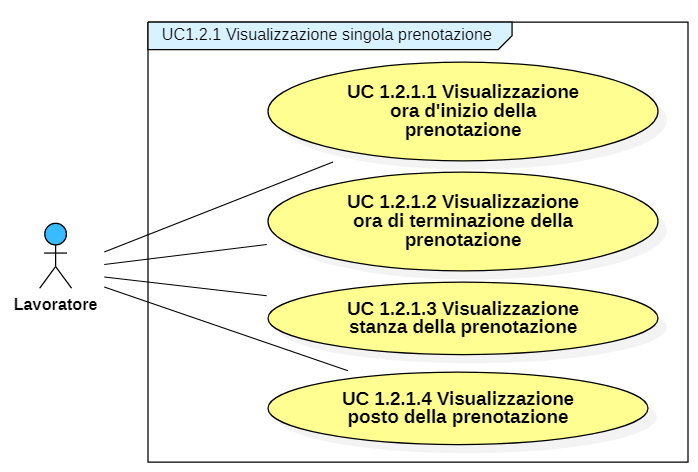 UC1.2.1 Visualizzazione singola prenotazione
UC 1.2.1.1 Visualizzazione
ora d'inizio della
prenotazione
UC 1.2.1.2 Visualizzazione
ora di terminazione della
prenotazione
Lavoratore
UC 1.2.1.3 Visualizzazione
stanza della prenotazione
UC 1.2.1.4 Visualizzazione
posto della prenotazione